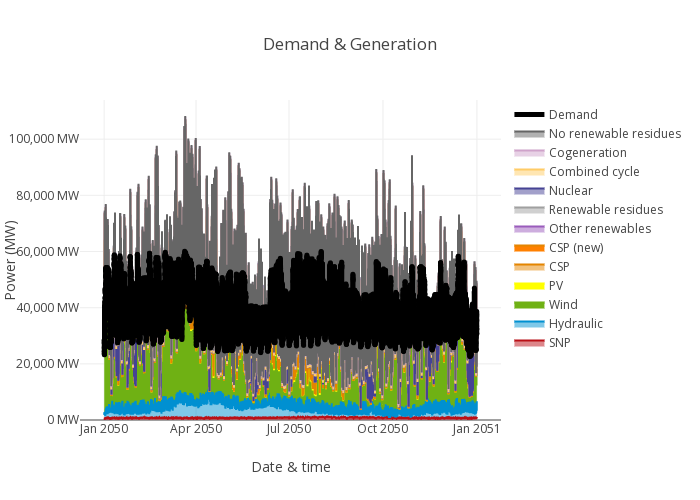 Demand & Generation
Power (MW)
100,000 MW
80,000 MW
60,000 MW
40,000 MW
20,000 MW
0 MW
Jan 2050
Apr 2050
Jul 2050
Oct 2050
Jan 2051
Date & time
Demand
No renewable residues
Cogeneration
Combined cycle
Nuclear
Renewable residues
Other renewables
CSP (new)
CSP
PV
Wind
Hydraulic
SNP